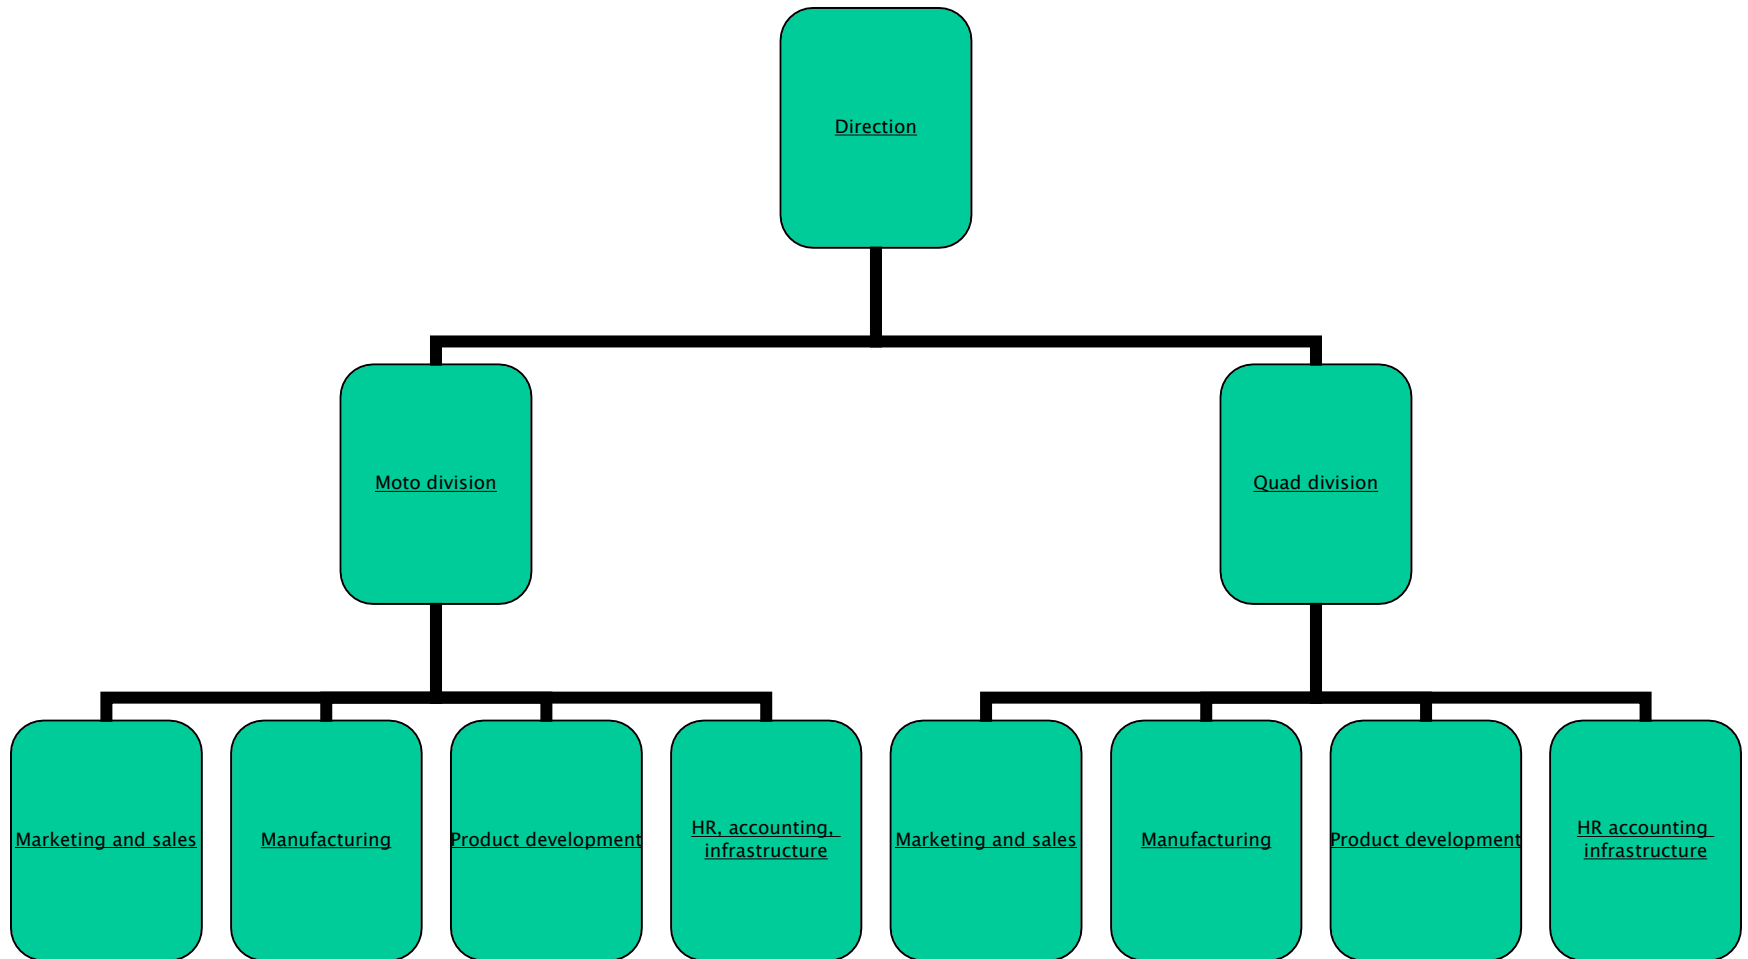 Direction
Moto division
Quad division
Marketing and sales
Manufacturing
Product development
HR, accounting,
infrastructure
Marketing and sales
Manufacturing
Product development
HR accounting
infrastructure